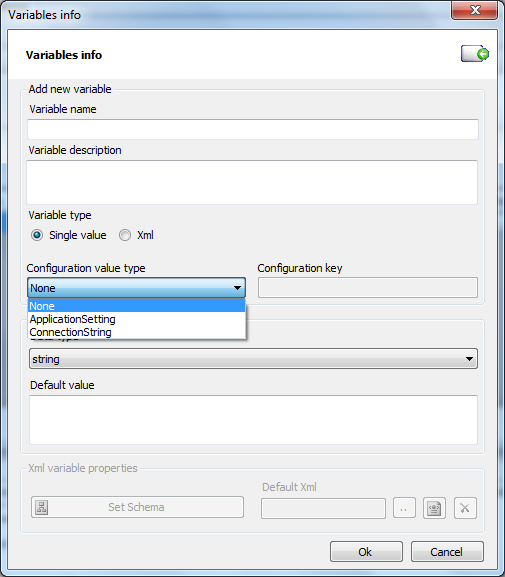 Variables info
Variables info
Add new variable
Variable name
Variable description
Variable type
Single value Xml
Configuration value type Configuration key
None
None
ApplicationSetting
ConnectionString
string
Default value
Xml variable properties
Default Xml
Set Schema ..
Ok Cancel